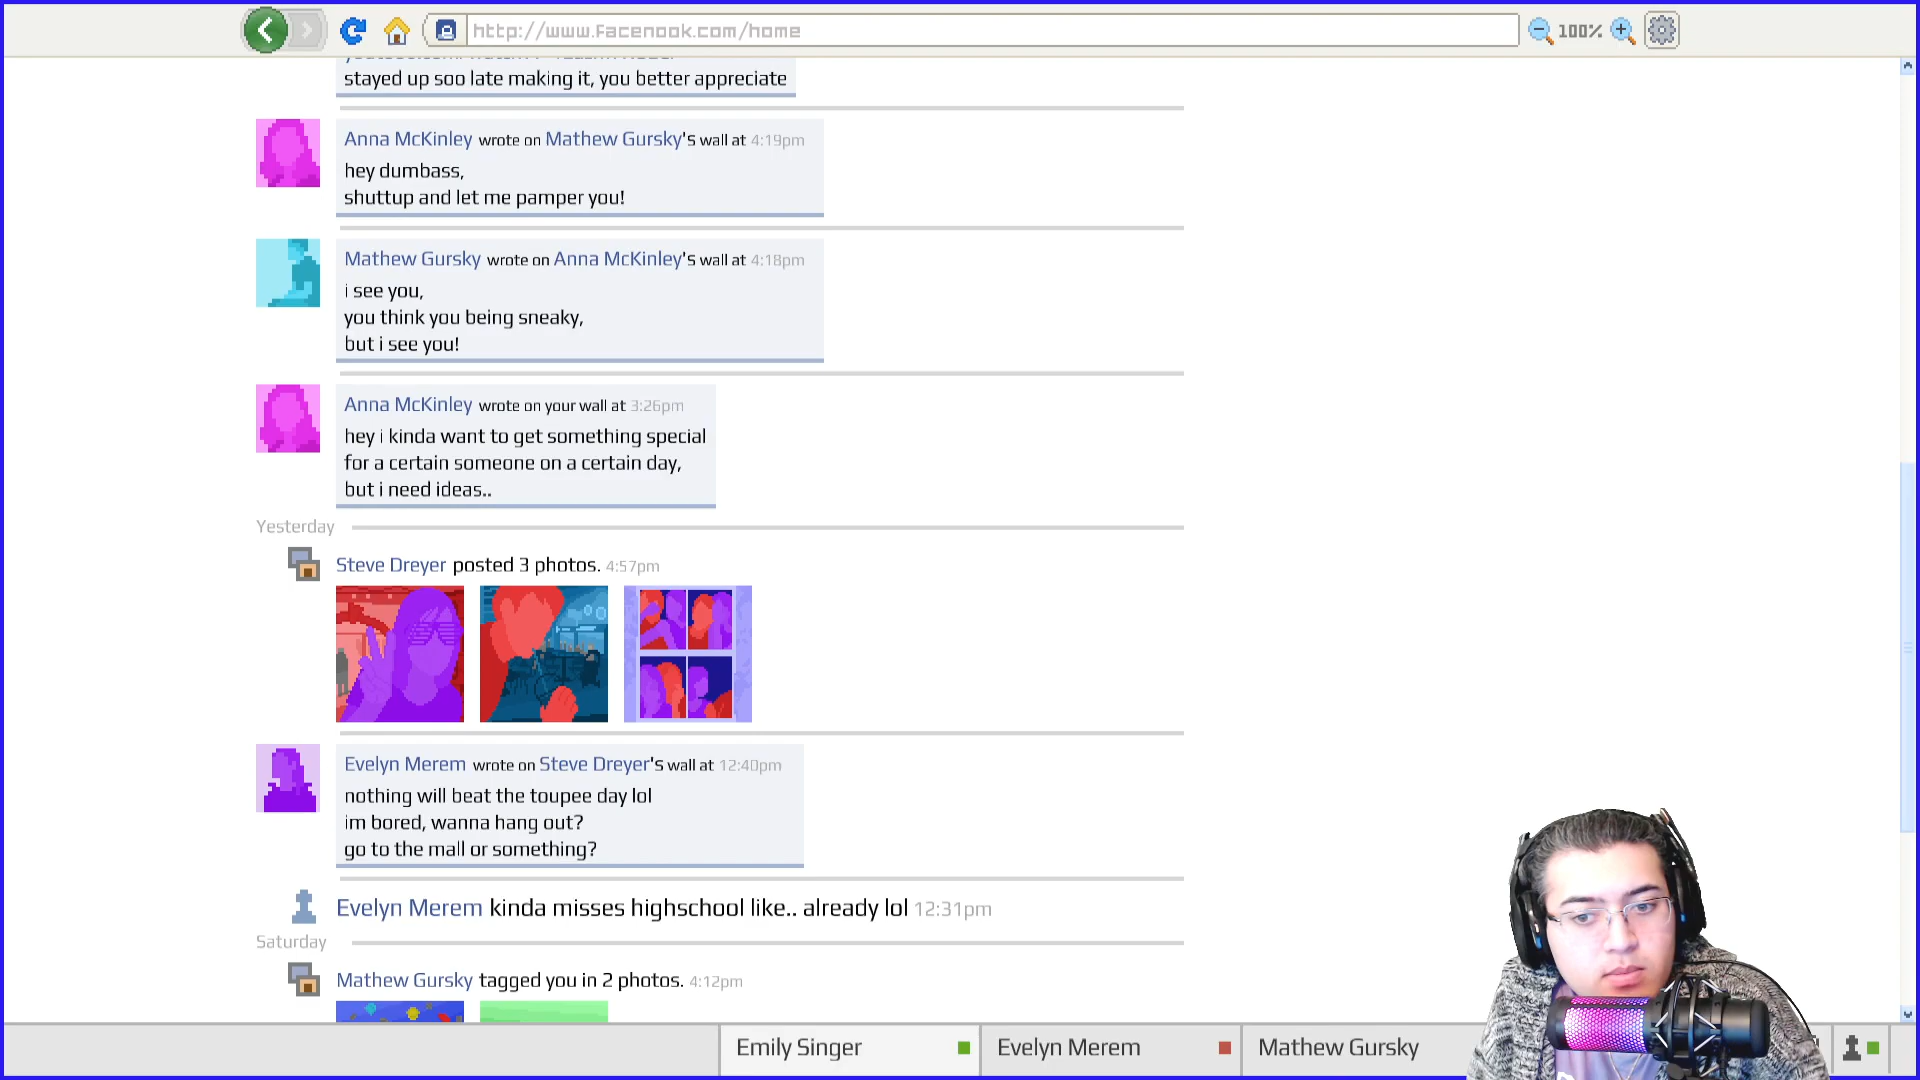 http://www.facenook.com/home
100%
stayed up soo late making it, you better appreciate
Anna McKinley wrote on Mathew Gursky's wall at 4:19pm
hey dumbass,
shuttup and let me pamper you!
Mathew Gursky wrote on Anna McKinley's wall at 4:18pm
i see you,
you think you being sneaky,
but i see you!
Anna McKinley wrote on your wall at 3:26pm
hey i kinda want to get something special
for a certain someone on a certain day,
but i need ideas..
Yesterday
Steve Dreyer posted 3 photos. 4:57pm
Evelyn Merem wrote on Steve Dreyer's wall at 12:40pm
nothing will beat the toupee day lol
im bored, wanna hang out?
go to the mall or something?
Evelyn Merem kinda misses highschool like.. already lol 12:31pm
Saturday
Mathew Gursky tagged you in 2 photos. 4:12pm
Emily Singer
Evelyn Merem
Mathew Gursky